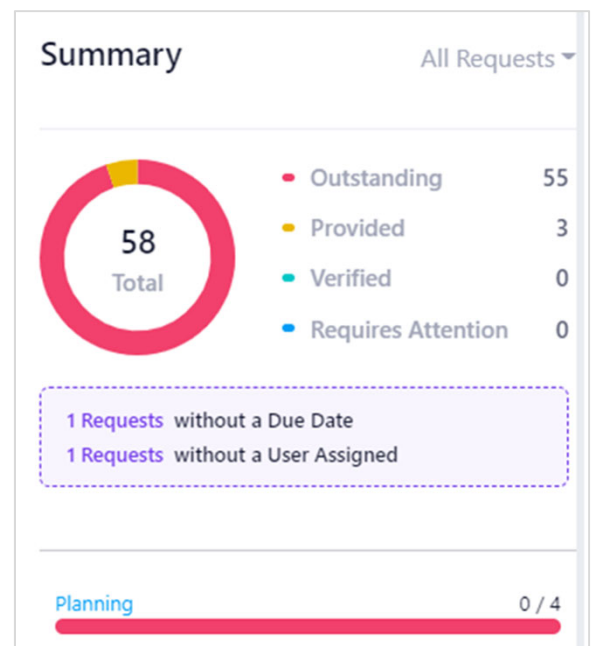 Summary
All Requests
58
Total
Outstanding 55
Provided 3
Verified 0
Requires Attention 0
1 Requests without a Due Date
1 Requests without a User Assigned
Planning 0 / 4